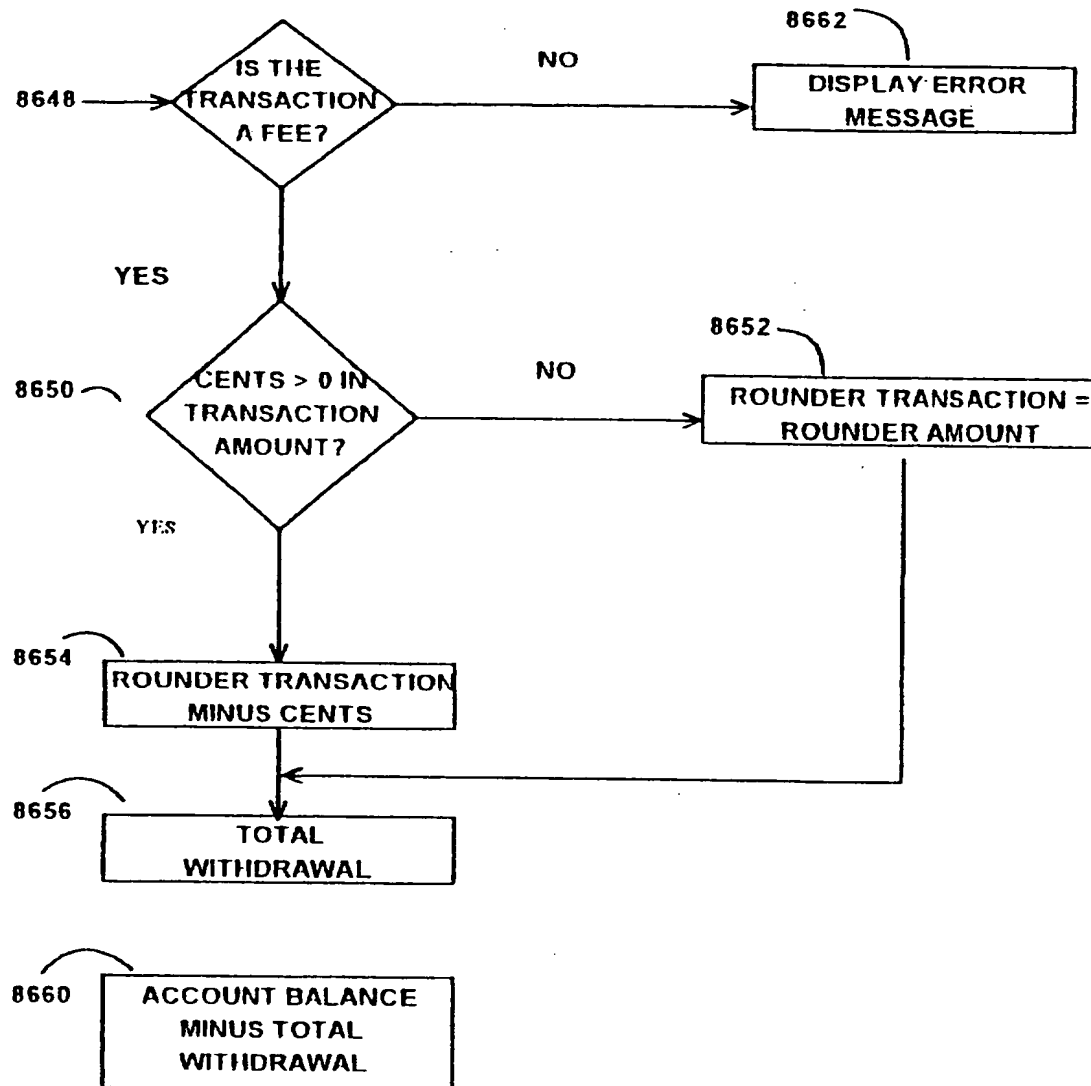 8662
IS THE
TRANSACTION
A FEE?
NO
8648
DISPLAY ERROR
MESSAGE
YES
8652
8650
CENTS > 0 IN
TRANSACTION
AMOUNT?
NO
ROUNDER TRANSACTION =
ROUNDER AMOUNT
YES
8654
ROUNDER TRANSACTION
MINUS CENTS
8656
TOTAL
WITHDRAWAL
8660
ACCOUNT BALANCE
MINUS TOTAL
WITHDRAWAL